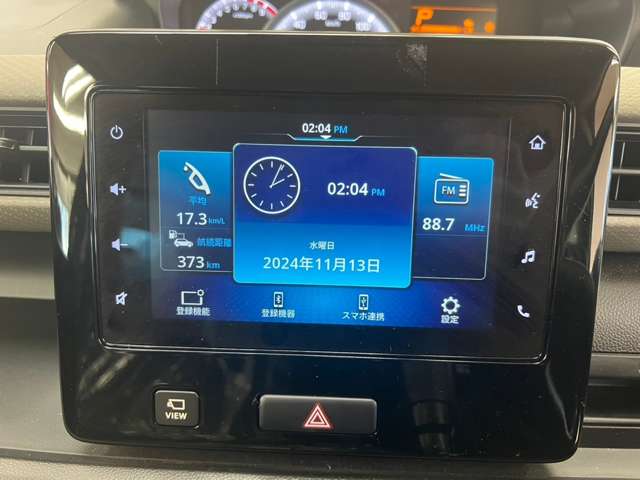 P
02:04 PM
平均
17.3 km/L
航続距離
373 km
02:04 PM
水曜日
2024年11月13日
FM
88.7 MHz
登録機能
登録機器
スマホ連携
設定
VIEW